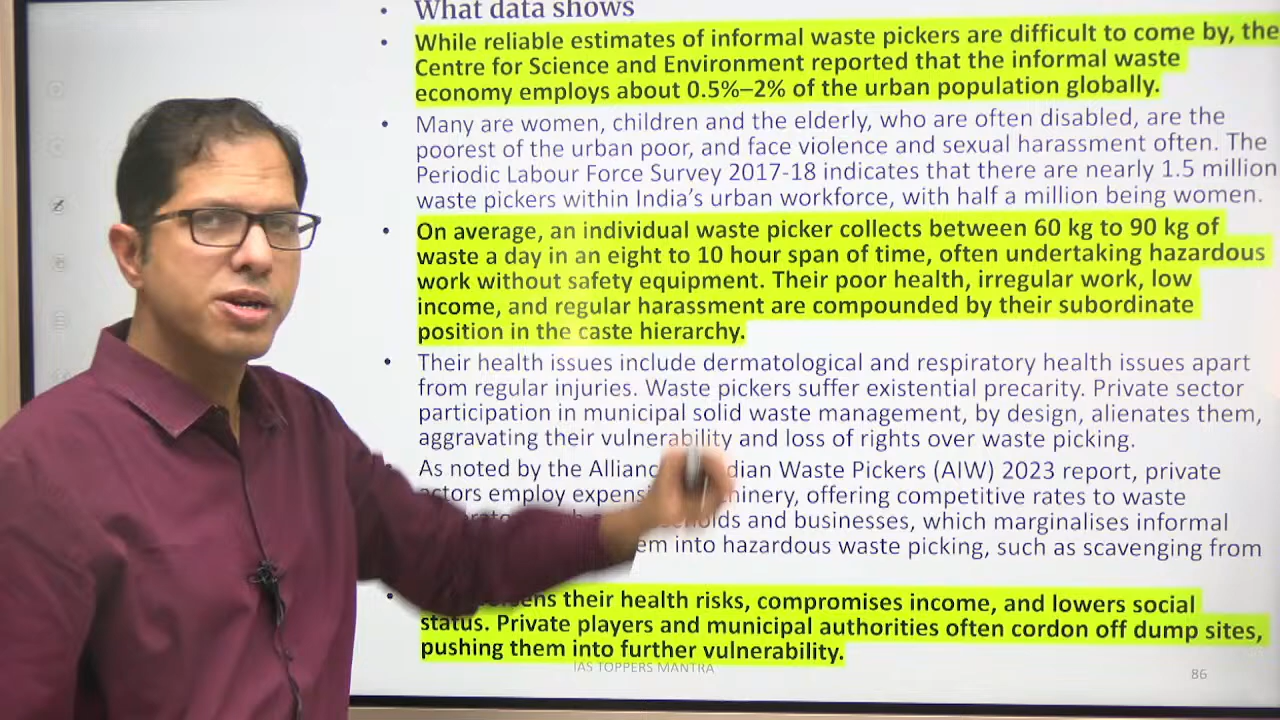 What data shows
While reliable estimates of informal waste pickers are difficult to come by, the
Centre for Science and Environment reported that the informal waste
economy employs about 0.5%–2% of the urban population globally.
Many are women, children and the elderly, who are often disabled, are the
poorest of the urban poor, and face violence and sexual harassment often. The
Periodic Labour Force Survey 2017-18 indicates that there are nearly 1.5 million
waste pickers within India's urban workforce, with half a million being women.
On average, an individual waste picker collects between 60 kg to 90 kg of
waste a day in an eight to 10 hour span of time, often undertaking hazardous
work without safety equipment. Their poor health, irregular work, low
income, and regular harassment are compounded by their subordinate
position in the caste hierarchy.
Their health issues include dermatological and respiratory health issues apart
from regular injuries. Waste pickers suffer existential precarity. Private sector
participation in municipal solid waste management, by design, alienates them,
aggravating their vulnerability and loss of rights over waste picking.
As noted by the Waste Pickers (AIW) 2023 report, private
actors employ offering competitive rates to waste
and businesses, which marginalises informal
into hazardous waste picking, such as scavenging from
their health risks, compromises income, and lowers social
status. Private players and municipal authorities often cordon off dump sites,
pushing them into further vulnerability.
IAS TOPPERS MANTRA
86